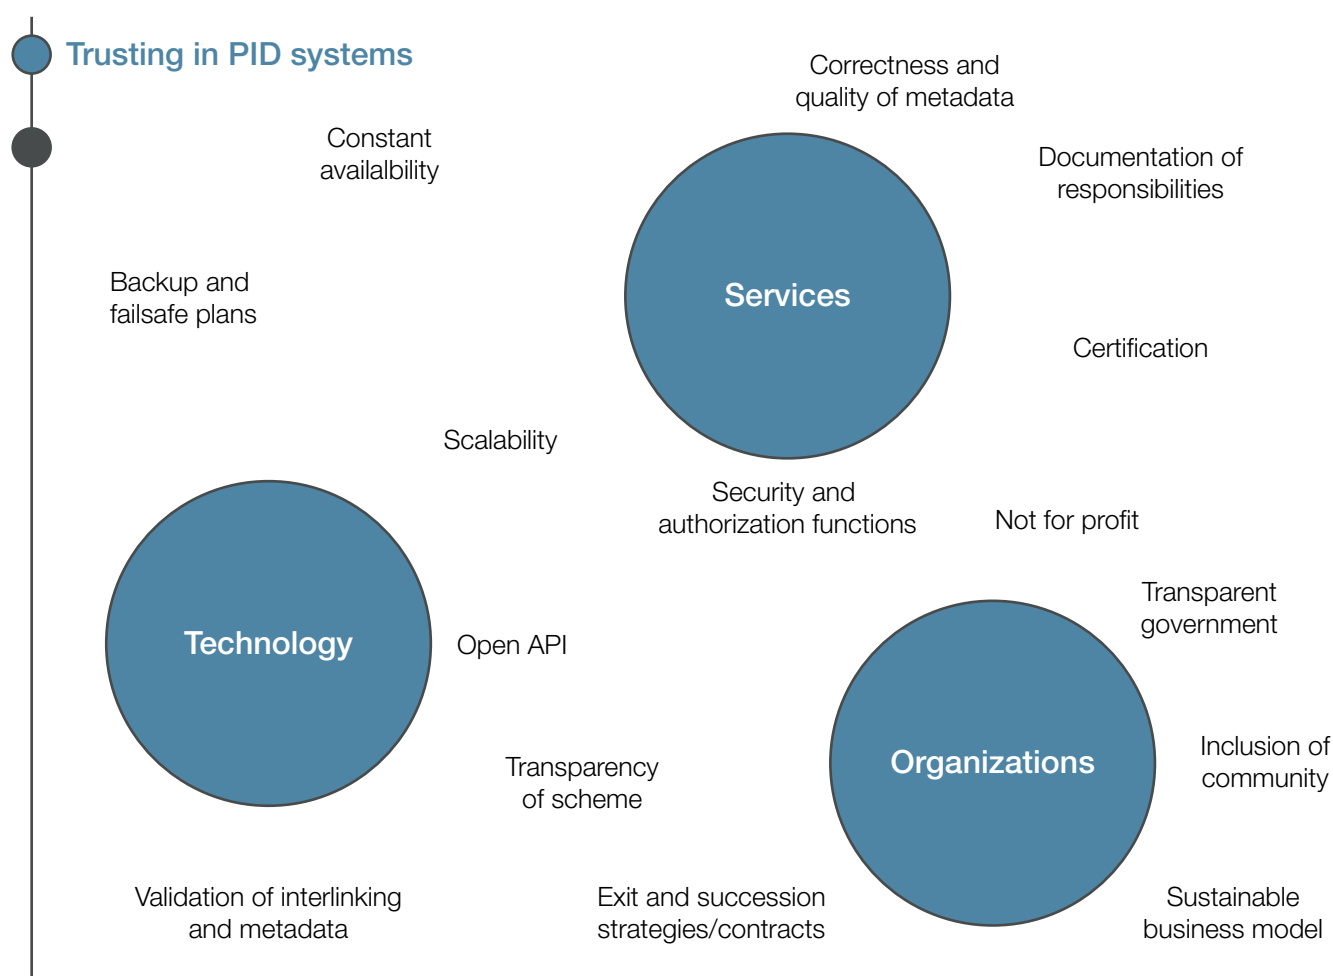 Trusting in PID systems
Correctness and
quality of metadata
Constant
availalbility
Documentation of
responsibilities
Backup and
failsafe plans
Services
Certification
Scalability
Security and
authorization functions
Not for profit
Transparent
government
Technology
Open API
Organizations
Inclusion of
community
Transparency
of scheme
Validation of interlinking
and metadata
Exit and succession
strategies/contracts
Sustainable
business model